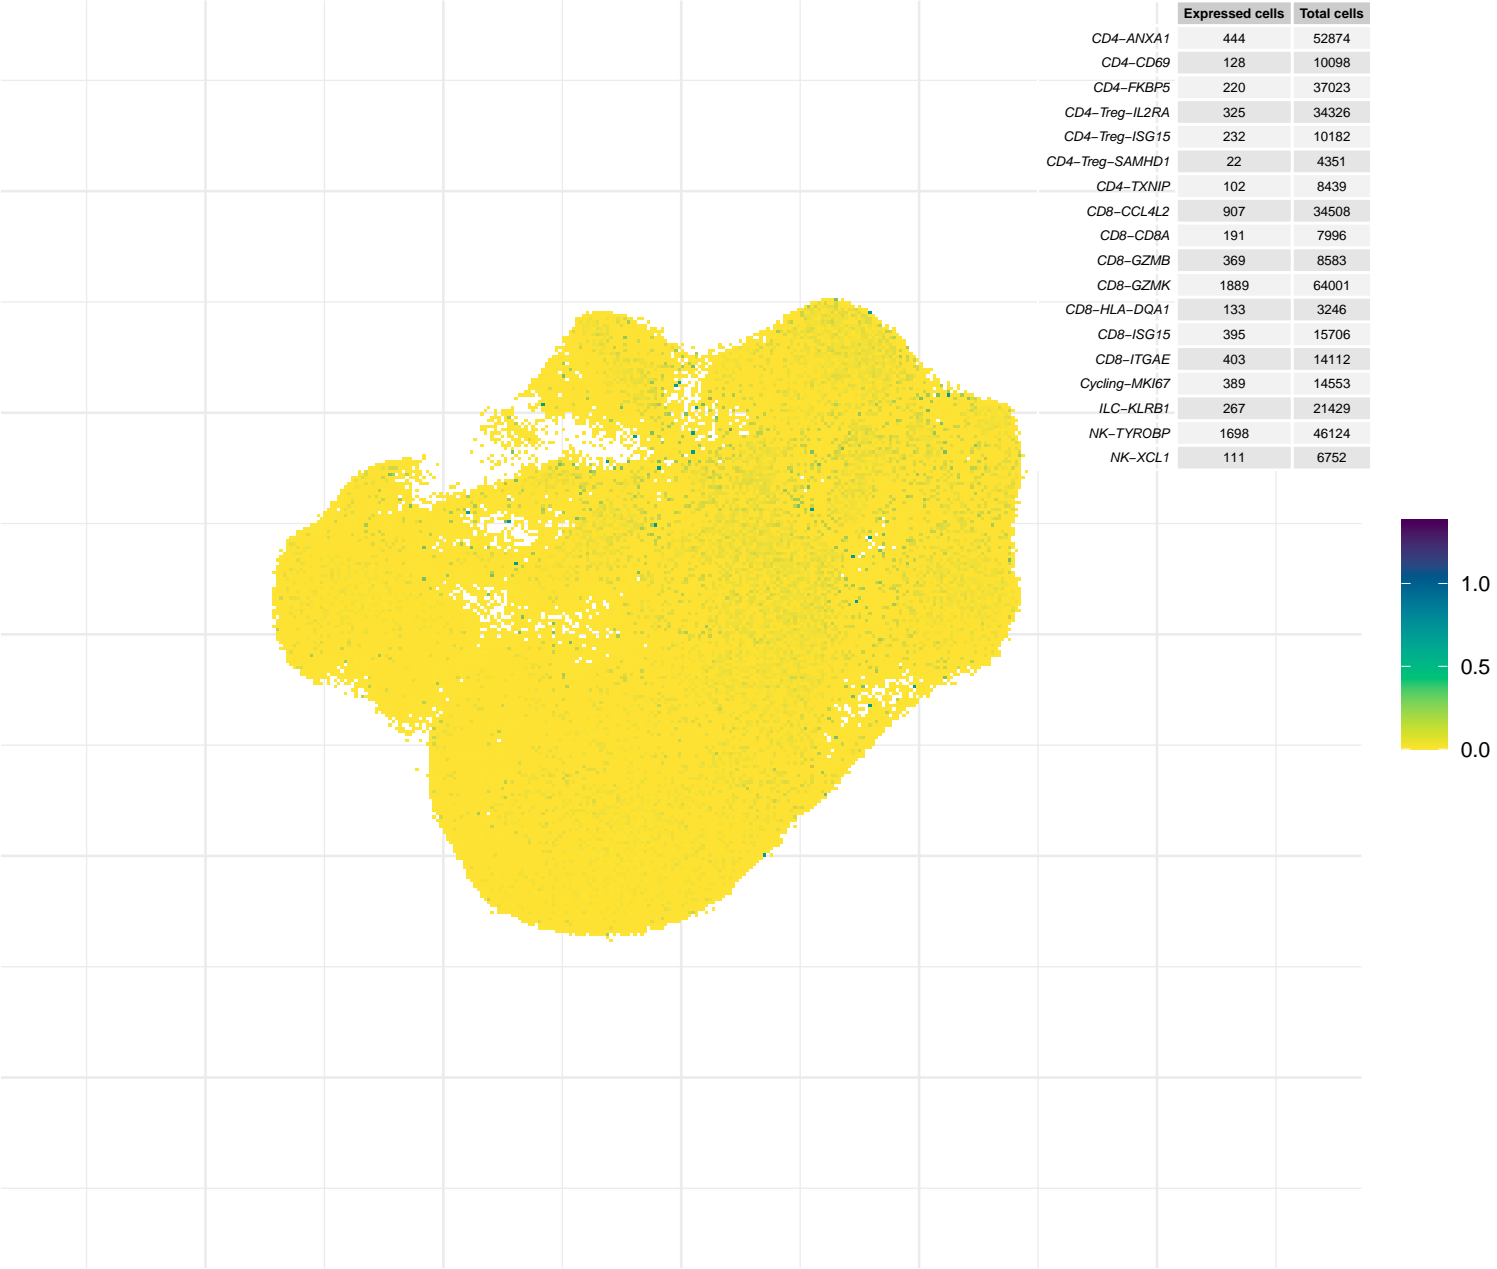 Expressed cells Total cells
CD4−ANXA1 444 52874
CD4−CD69 128 10098
CD4−FKBP5 220 37023
CD4−Treg−IL2RA 325 34326
CD4−Treg−ISG15 232 10182
CD4−Treg−SAMHD1 22 4351
CD4−TXNIP 102 8439
CD8−CCL4L2 907 34508
CD8−CD8A 191 7996
CD8−GZMB 369 8583
CD8−GZMK 1889 64001
CD8−HLA−DQA1 133 3246
CD8−ISG15 395 15706
CD8−ITGAE 403 14112
Cycling−MKI67 389 14553
ILC−KLRB1 267 21429
NK−TYROBP 1698 46124
NK−XCL1 111 6752
1.0
0.5
0.0